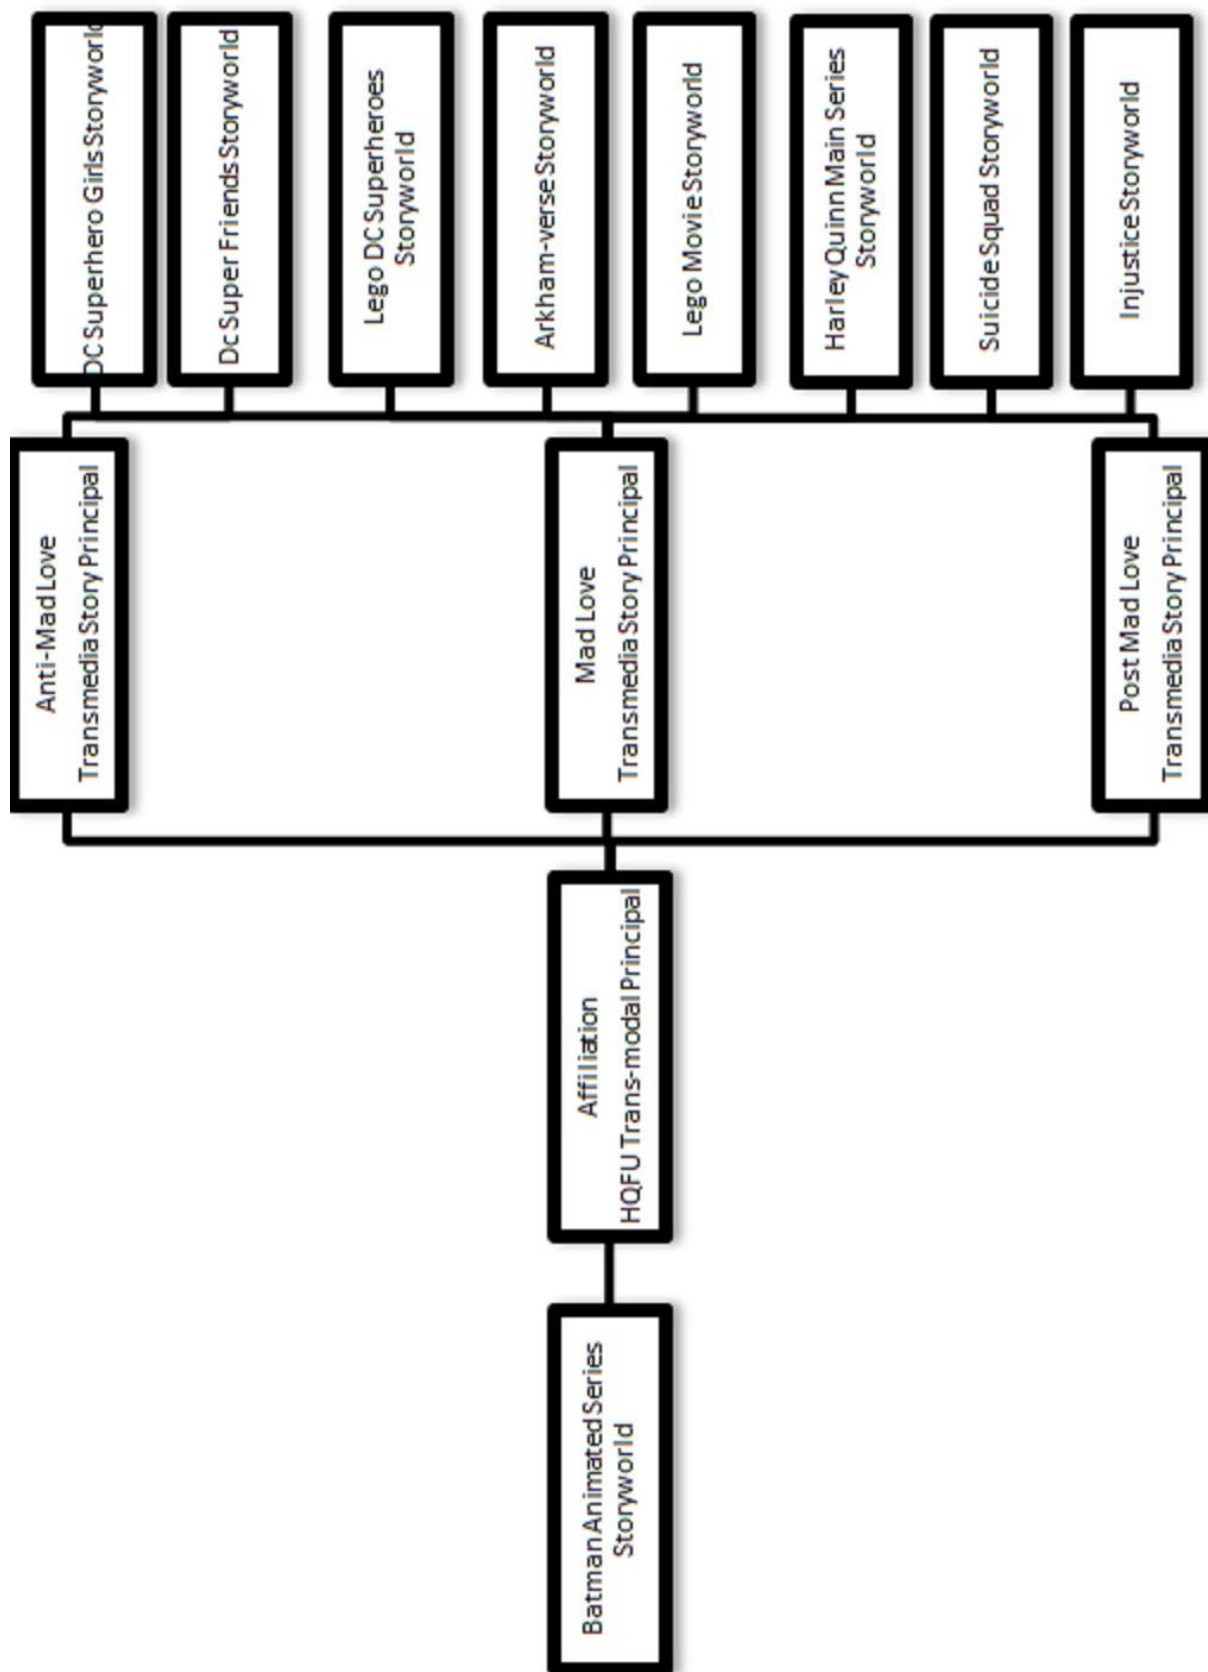 Batman Animated Series
Storyworld
Affiliation
HQFU Trans-modal Principal
Anti-Mad Love
Transmedia Story Principal
Mad Love
Transmedia Story Principal
Post Mad Love
Transmedia Story Principal
DC Superhero Girls Storyworld
Dc Super Friends Storyworld
Lego DC Superheroes
Storyworld
Arkham-verse Storyworld
Lego Movie Storyworld
Harley Quinn Main Series
Storyworld
Suicide Squad Storyworld
Injustice Storyworld